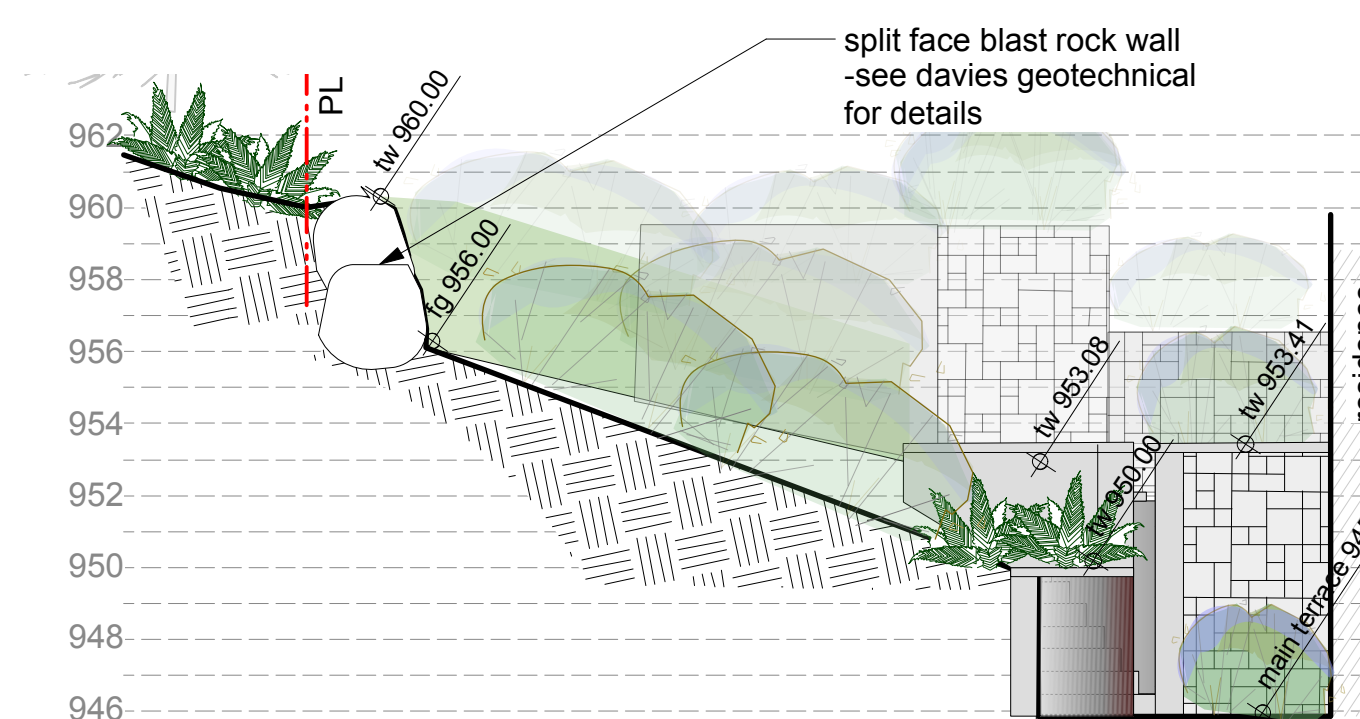 split face blast rock wall
-see davies geotechnical
for details
PL
tw 960.00
962
960
fg 956.00
958
956
tw 953.08
tw 953.41
954
tw 950.00
952
950
main terrace
948
946